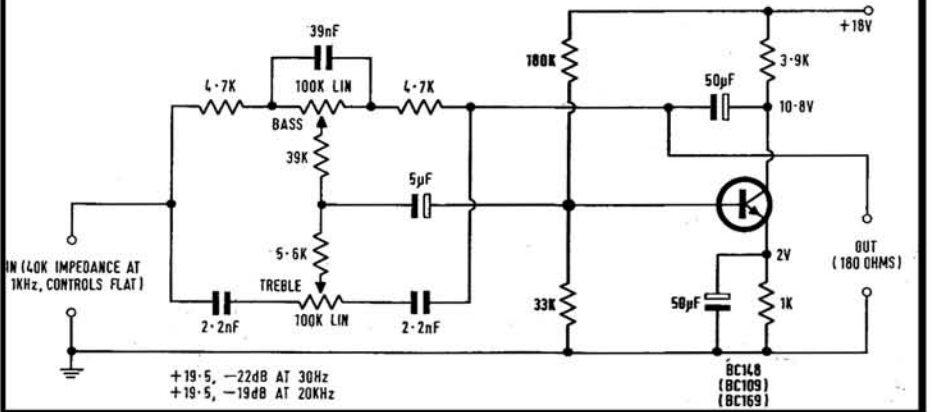 39nF
+18V
180K
3·9K
4·7K
100K LIN
4·7K
50µF
10·8V
BASS
39K
5µF
5·6K
2V
OUT
(180 OHMS)
IN (40K IMPEDANCE AT
1KHz, CONTROLS FLAT)
TREBLE
33K
50µF
1K
2·2nF
100K LIN
2·2nF
+19·5, –22dB AT 30Hz
+19·5, –19dB AT 20KHz
BC148
(BC109)
(BC169)